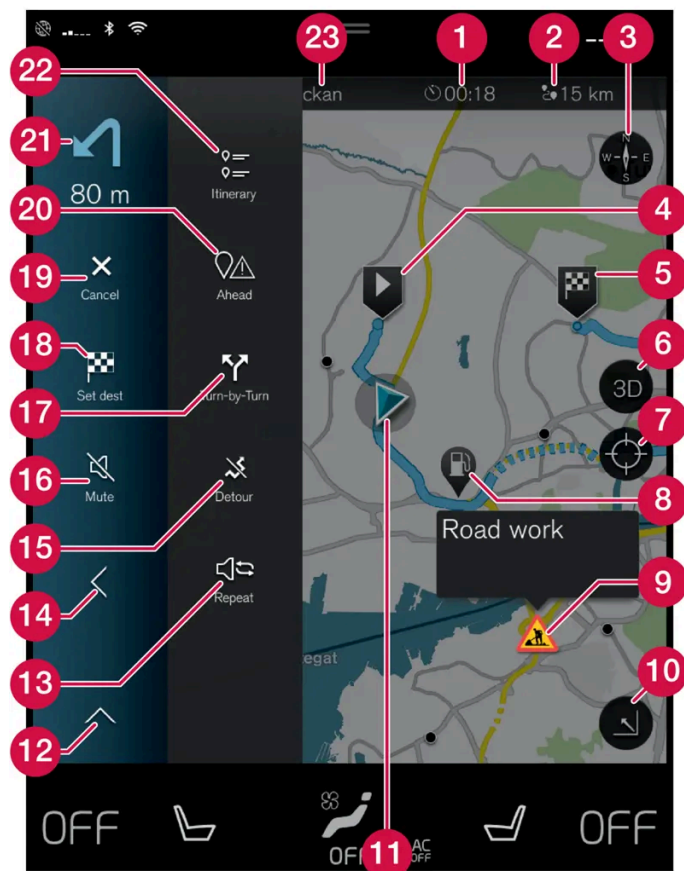 23
1
2
3
22
ckan
00:18
15 km
N
W
E
S
21
80 m
Itinerary
20
4
5
19
Cancel
Ahead
18
6
3D
Set dest
17
Turn-by-Turn
7
16
Mute
Detour
8
15
Road work
14
Repeat
9
13
egat
10
12
OFF
OFF
11
AC
OFF
OFF